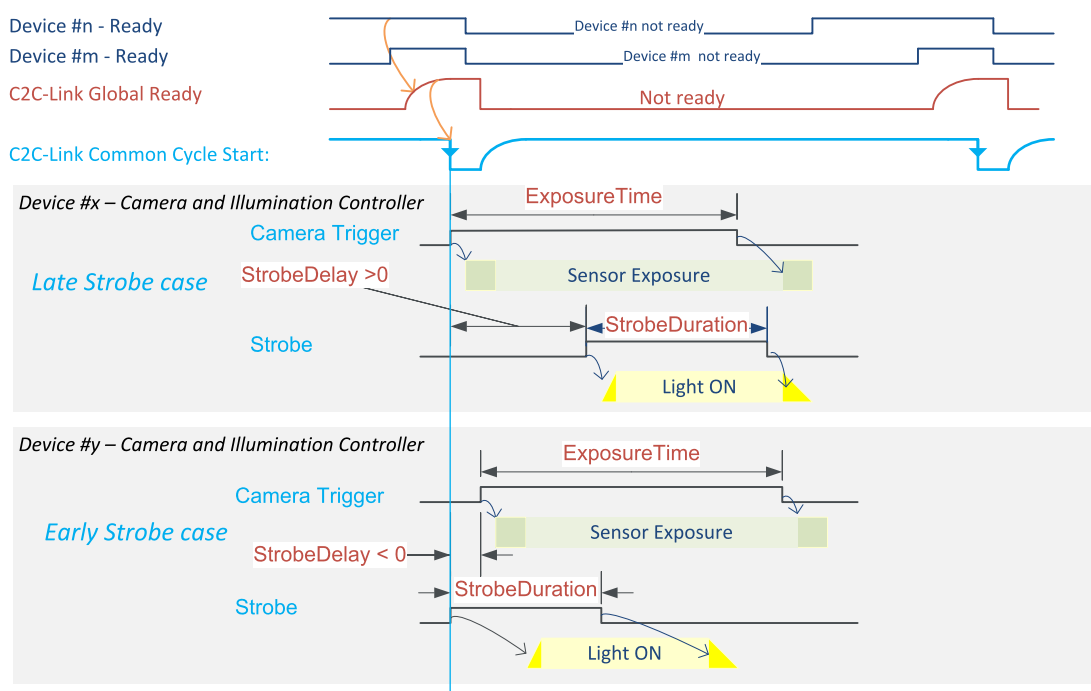 Device #n - Ready
Device #n not ready
Device #m - Ready
Device #m  not ready
C2C-Link Global Ready
Not ready
C2C-Link Common Cycle Start:
Device #x – Camera and Illumination Controller
ExposureTime
Camera Trigger
Late Strobe case
StrobeDelay >0
Sensor Exposure
StrobeDuration
Strobe
Light ON
Device #y – Camera and Illumination Controller
ExposureTime
Camera Trigger
Early Strobe case
Sensor Exposure
StrobeDelay < 0
StrobeDuration
Strobe
Light ON